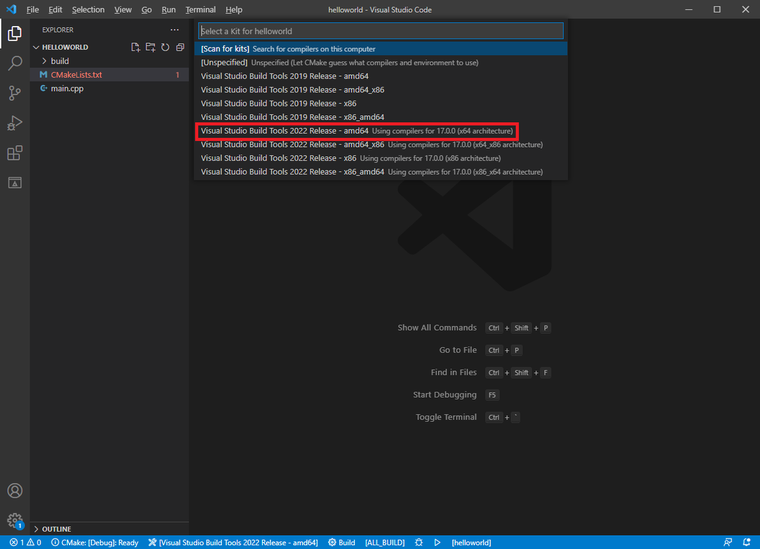 File Edit Selection View Go Run Terminal Help
helloworld - Visual Studio Code
EXPLORER
HELLOWORLD
build
CMakeLists.txt 1
main.cpp
Select a Kit for helloworld
[Scan for kits] Search for compilers on this computer
[Unspecified] Unspecified (Let CMake guess what compilers and environment to use)
Visual Studio Build Tools 2019 Release - amd64
Visual Studio Build Tools 2019 Release - amd64_x86
Visual Studio Build Tools 2019 Release - x86
Visual Studio Build Tools 2019 Release - x86_amd64
Visual Studio Build Tools 2022 Release - amd64 Using compilers for 17.0.0 (x64 architecture)
Visual Studio Build Tools 2022 Release - amd64_x86 Using compilers for 17.0.0 (x64_x86 architecture)
Visual Studio Build Tools 2022 Release - x86 Using compilers for 17.0.0 (x86 architecture)
Visual Studio Build Tools 2022 Release - x86_amd64 Using compilers for 17.0.0 (x86_x64 architecture)
Show All Commands Ctrl + Shift + P
Go to File Ctrl + P
Find in Files Ctrl + Shift + F
Start Debugging F5
Toggle Terminal Ctrl + `
1
OUTLINE
1 0 CMake: [Debug]: Ready [Visual Studio Build Tools 2022 Release - amd64] Build [ALL_BUILD] [helloworld]